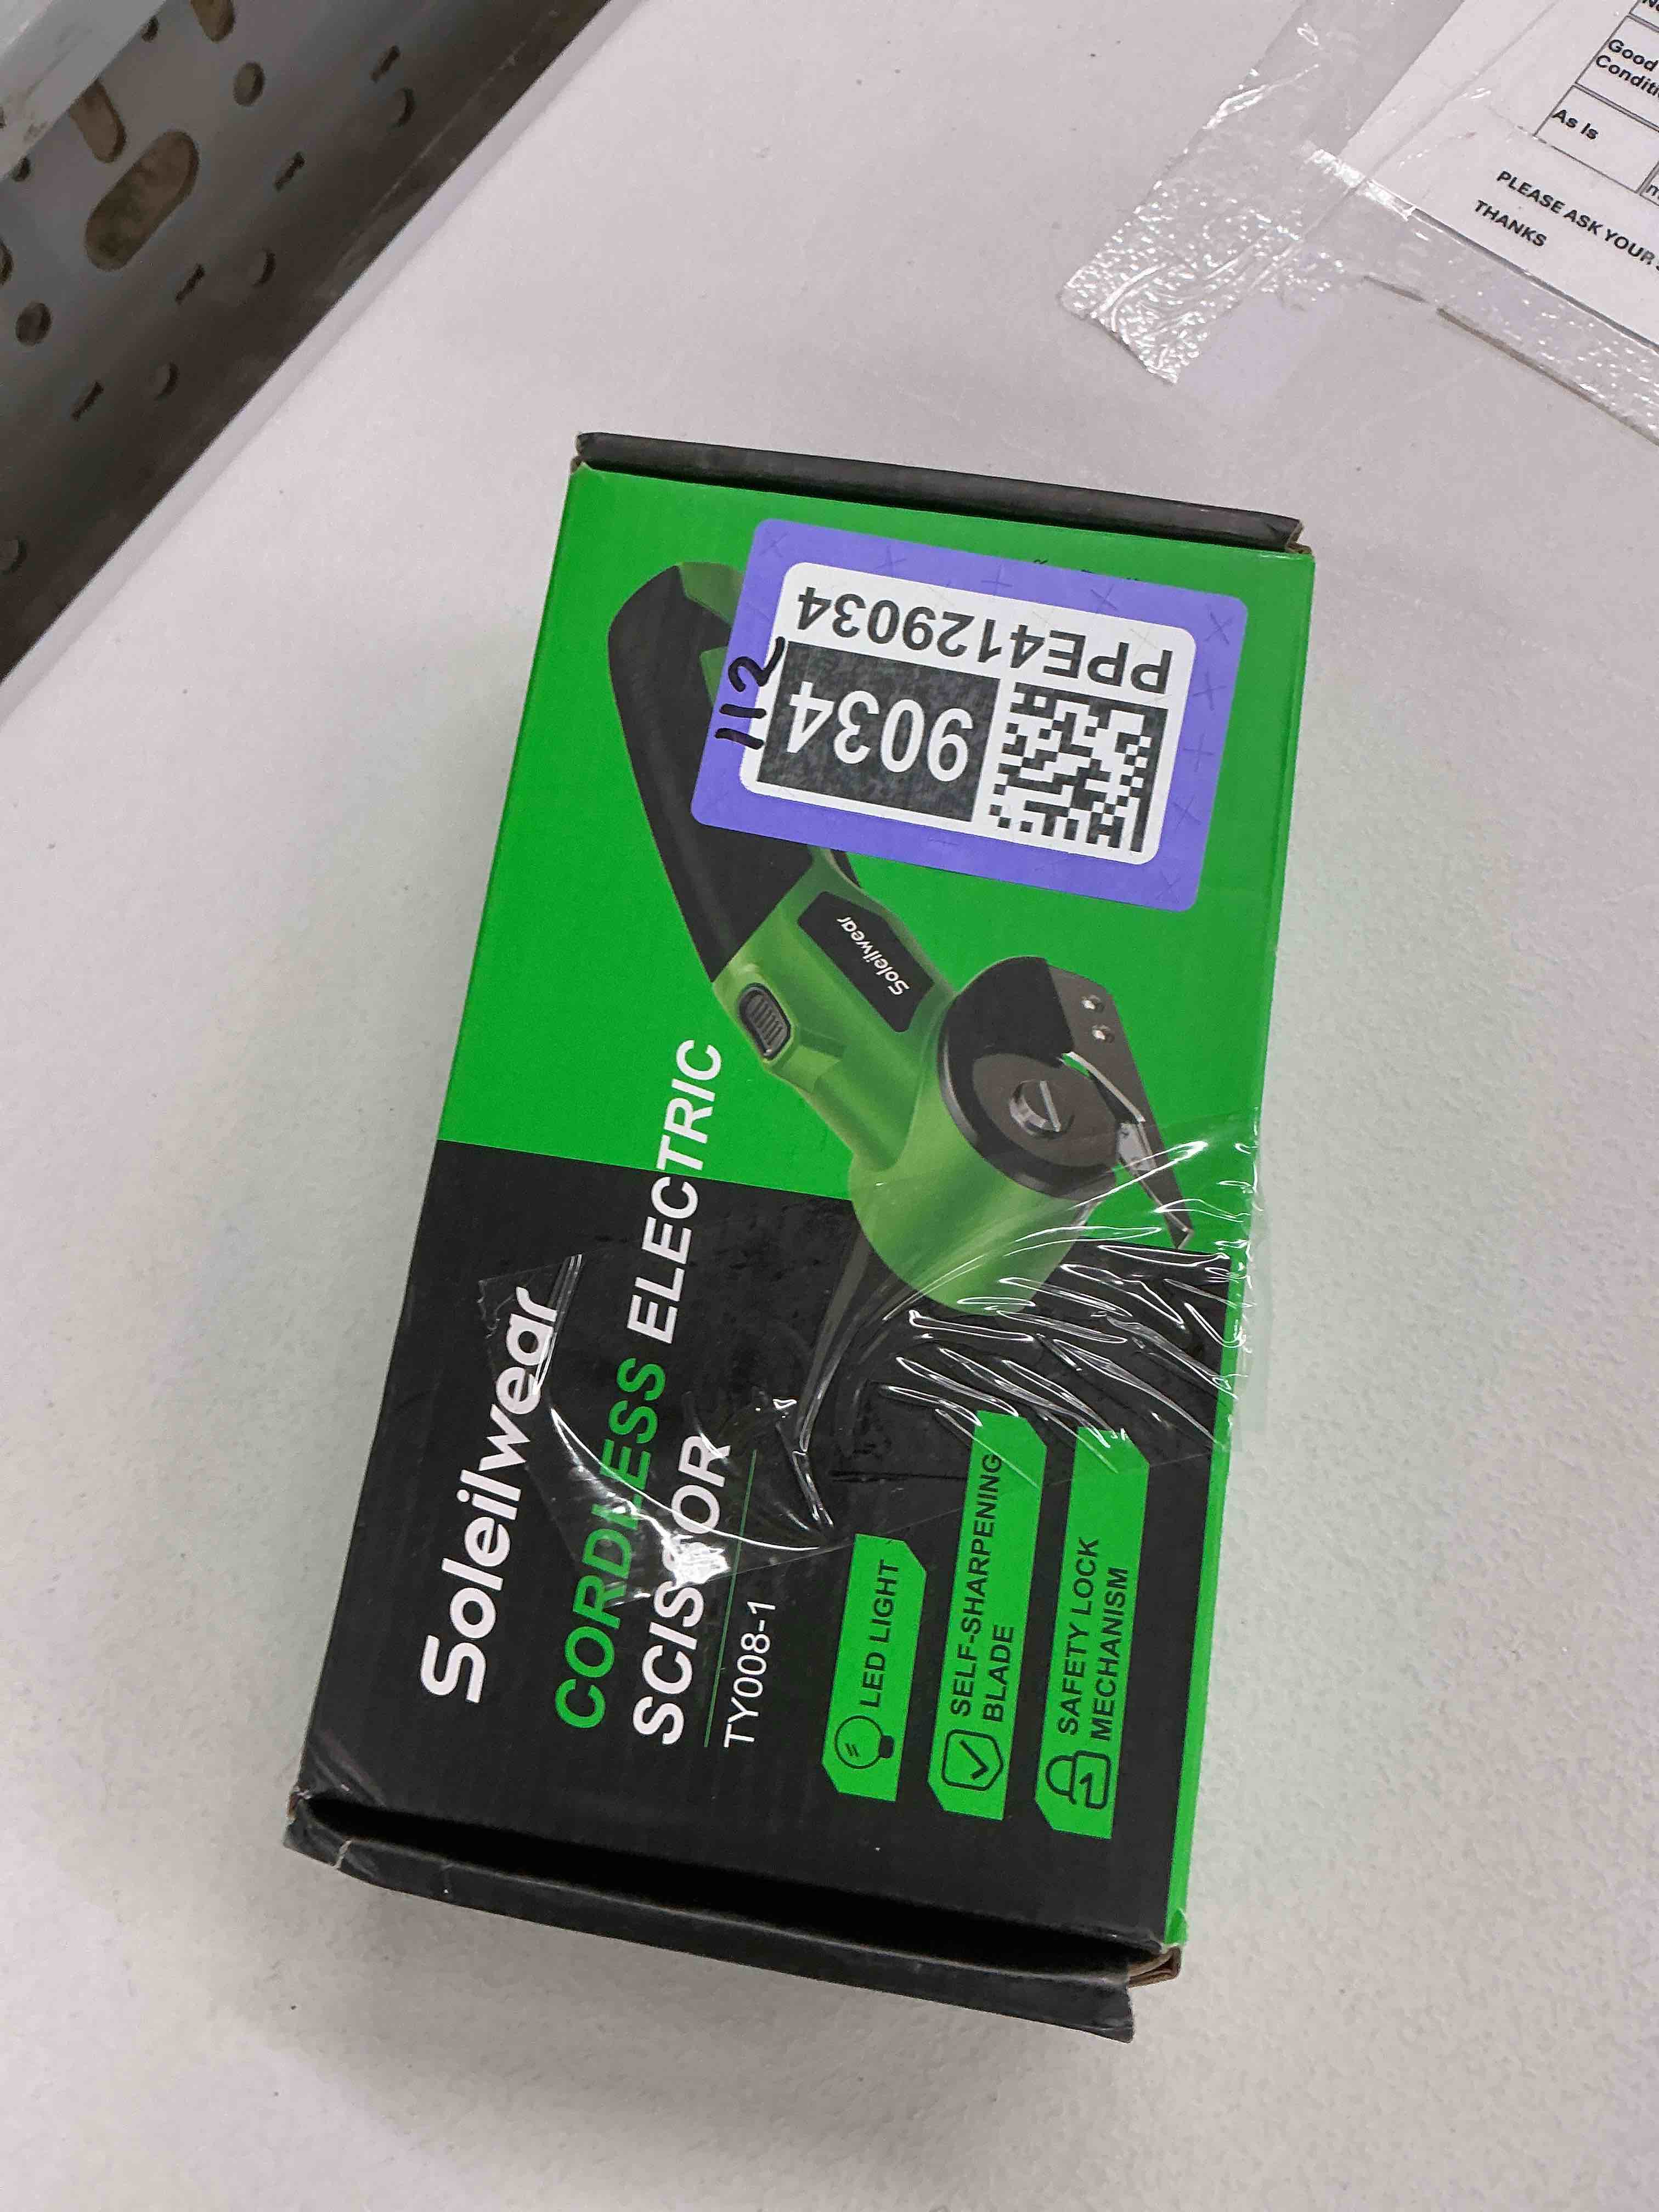 Good
As Is
PLEASE ASK YOUR
THANKS
PPE4129034
9034
112
Soleilwear
Soleilwear
CORDLESS ELECTRIC
SCISSOR
TY008-1
LED LIGHT
SELF-SHARPENING
BLADE
SAFETY LOCK
MECHANISM